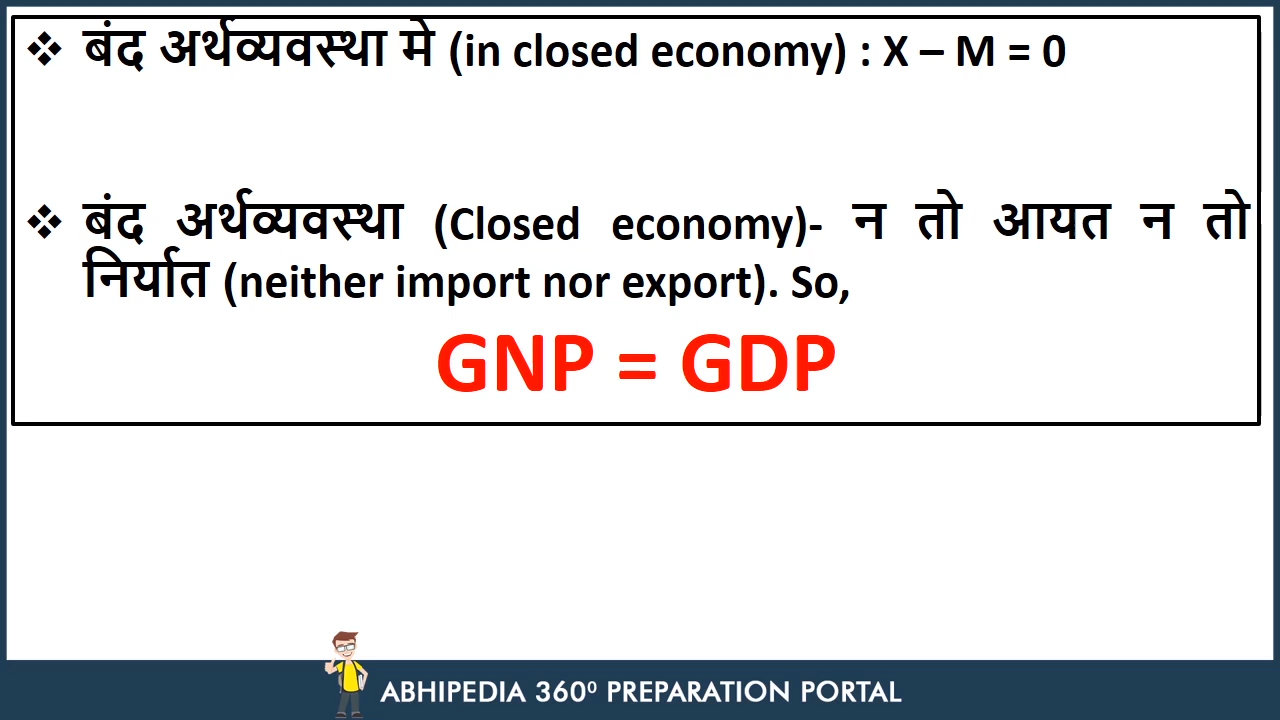 ❖ बंद अर्थव्यवस्था मे (in closed economy) : X – M = 0
❖ बंद अर्थव्यवस्था (Closed economy)- न तो आयत न तो
निर्यात (neither import nor export). So,
GNP = GDP
ABHIPEDIA 360⁰ PREPARATION PORTAL